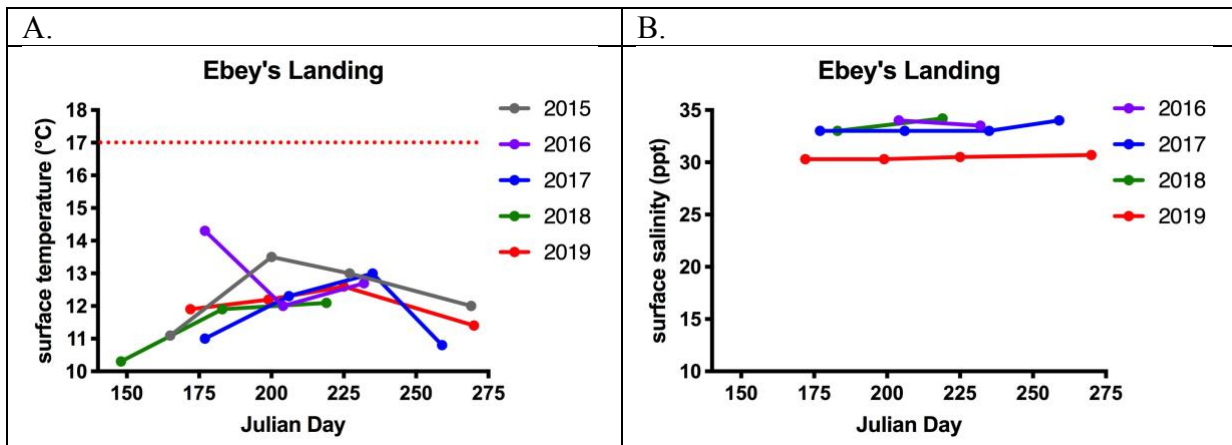 A.
Ebey's Landing
surface temperature (°C)
18
17
16
15
14
13
12
11
10
150 175 200 225 250 275
Julian Day
2015
2016
2017
2018
2019
B.
Ebey's Landing
surface salinity (ppt)
35
30
25
20
15
10
150 175 200 225 250 275
Julian Day
2016
2017
2018
2019